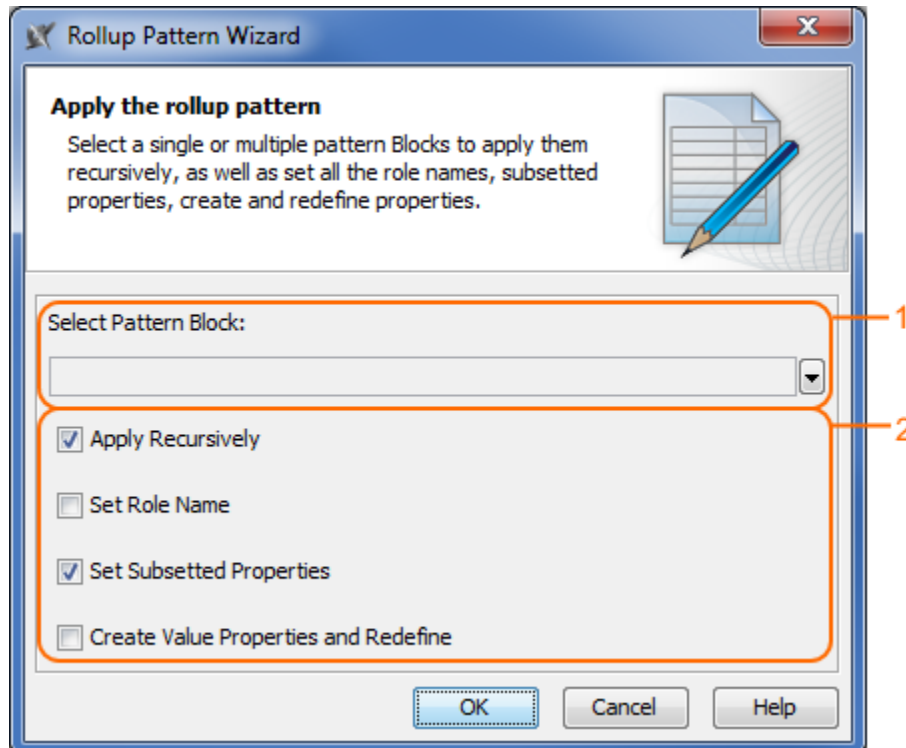 Rollup Pattern Wizard
Apply the rollup pattern
Select a single or multiple pattern Blocks to apply them
recursively, as well as set all the role names, subsetted
properties, create and redefine properties.
Select Pattern Block:
1
Apply Recursively
2
Set Role Name
Set Subsetted Properties
Create Value Properties and Redefine
OK Cancel Help